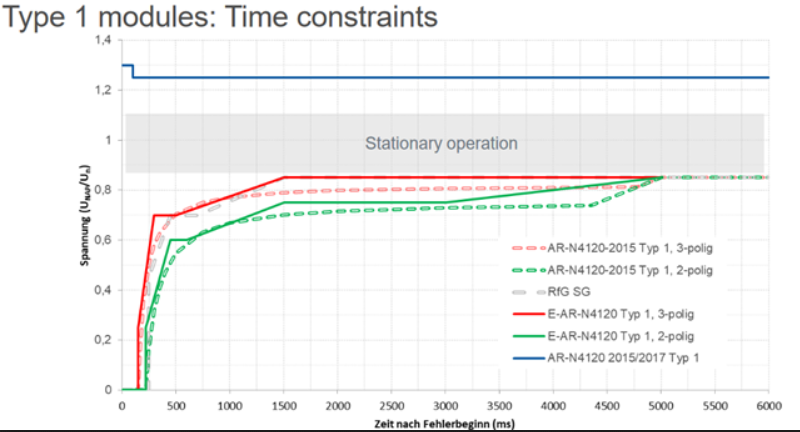 Type 1 modules: Time constraints
1,4
1,2
1
0,8
0,6
0,4
0,2
0
Spannung (UNAP/Un)
Stationary operation
AR-N4120-2015 Typ 1, 3-polig
AR-N4120-2015 Typ 1, 2-polig
RfG SG
E-AR-N4120 Typ 1, 3-polig
E-AR-N4120 Typ 1, 2-polig
AR-N4120 2015/2017 Typ 1
0 500 1000 1500 2000 2500 3000 3500 4000 4500 5000 5500 6000
Zeit nach Fehlerbeginn (ms)